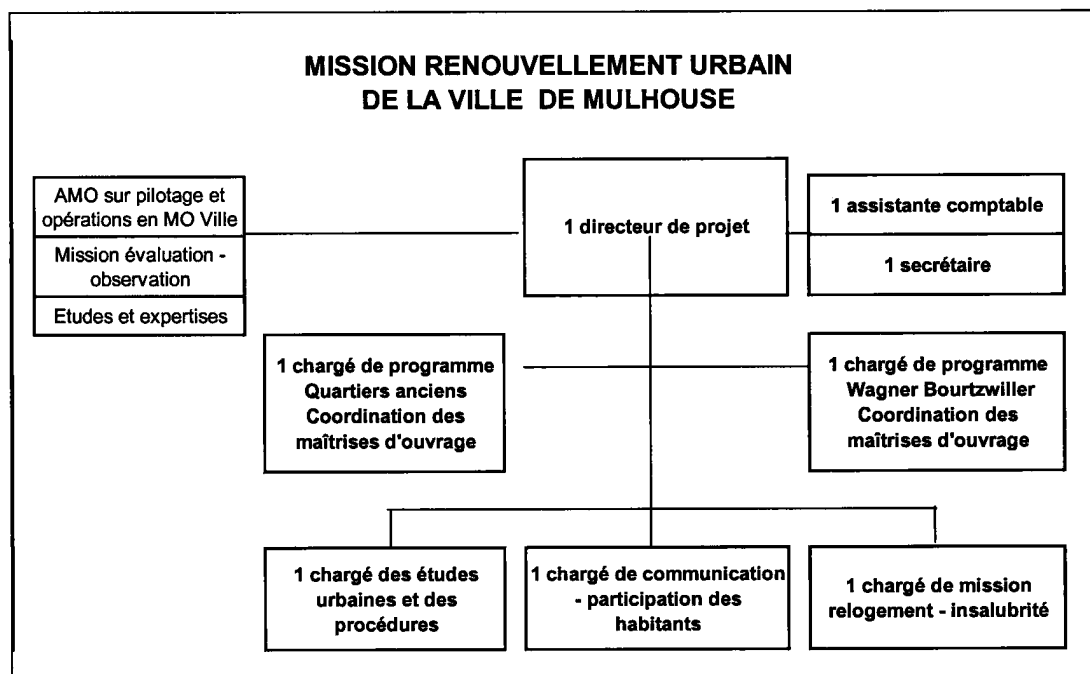 MISSION RENOUVELLEMENT URBAIN
DE LA VILLE DE MULHOUSE
AMO sur pilotage et
opérations en MO Ville
Mission évaluation -
observation
Etudes et expertises
1 directeur de projet
1 assistante comptable
1 secrétaire
1 chargé de programme
Quartiers anciens
Coordination des
maîtrises d'ouvrage
1 chargé de programme
Wagner Bourtzwiller
Coordination des
maîtrises d'ouvrage
1 chargé des études
urbaines et des
procédures
1 chargé de communication
- participation des
habitants
1 chargé de mission
relogement - insalubrité